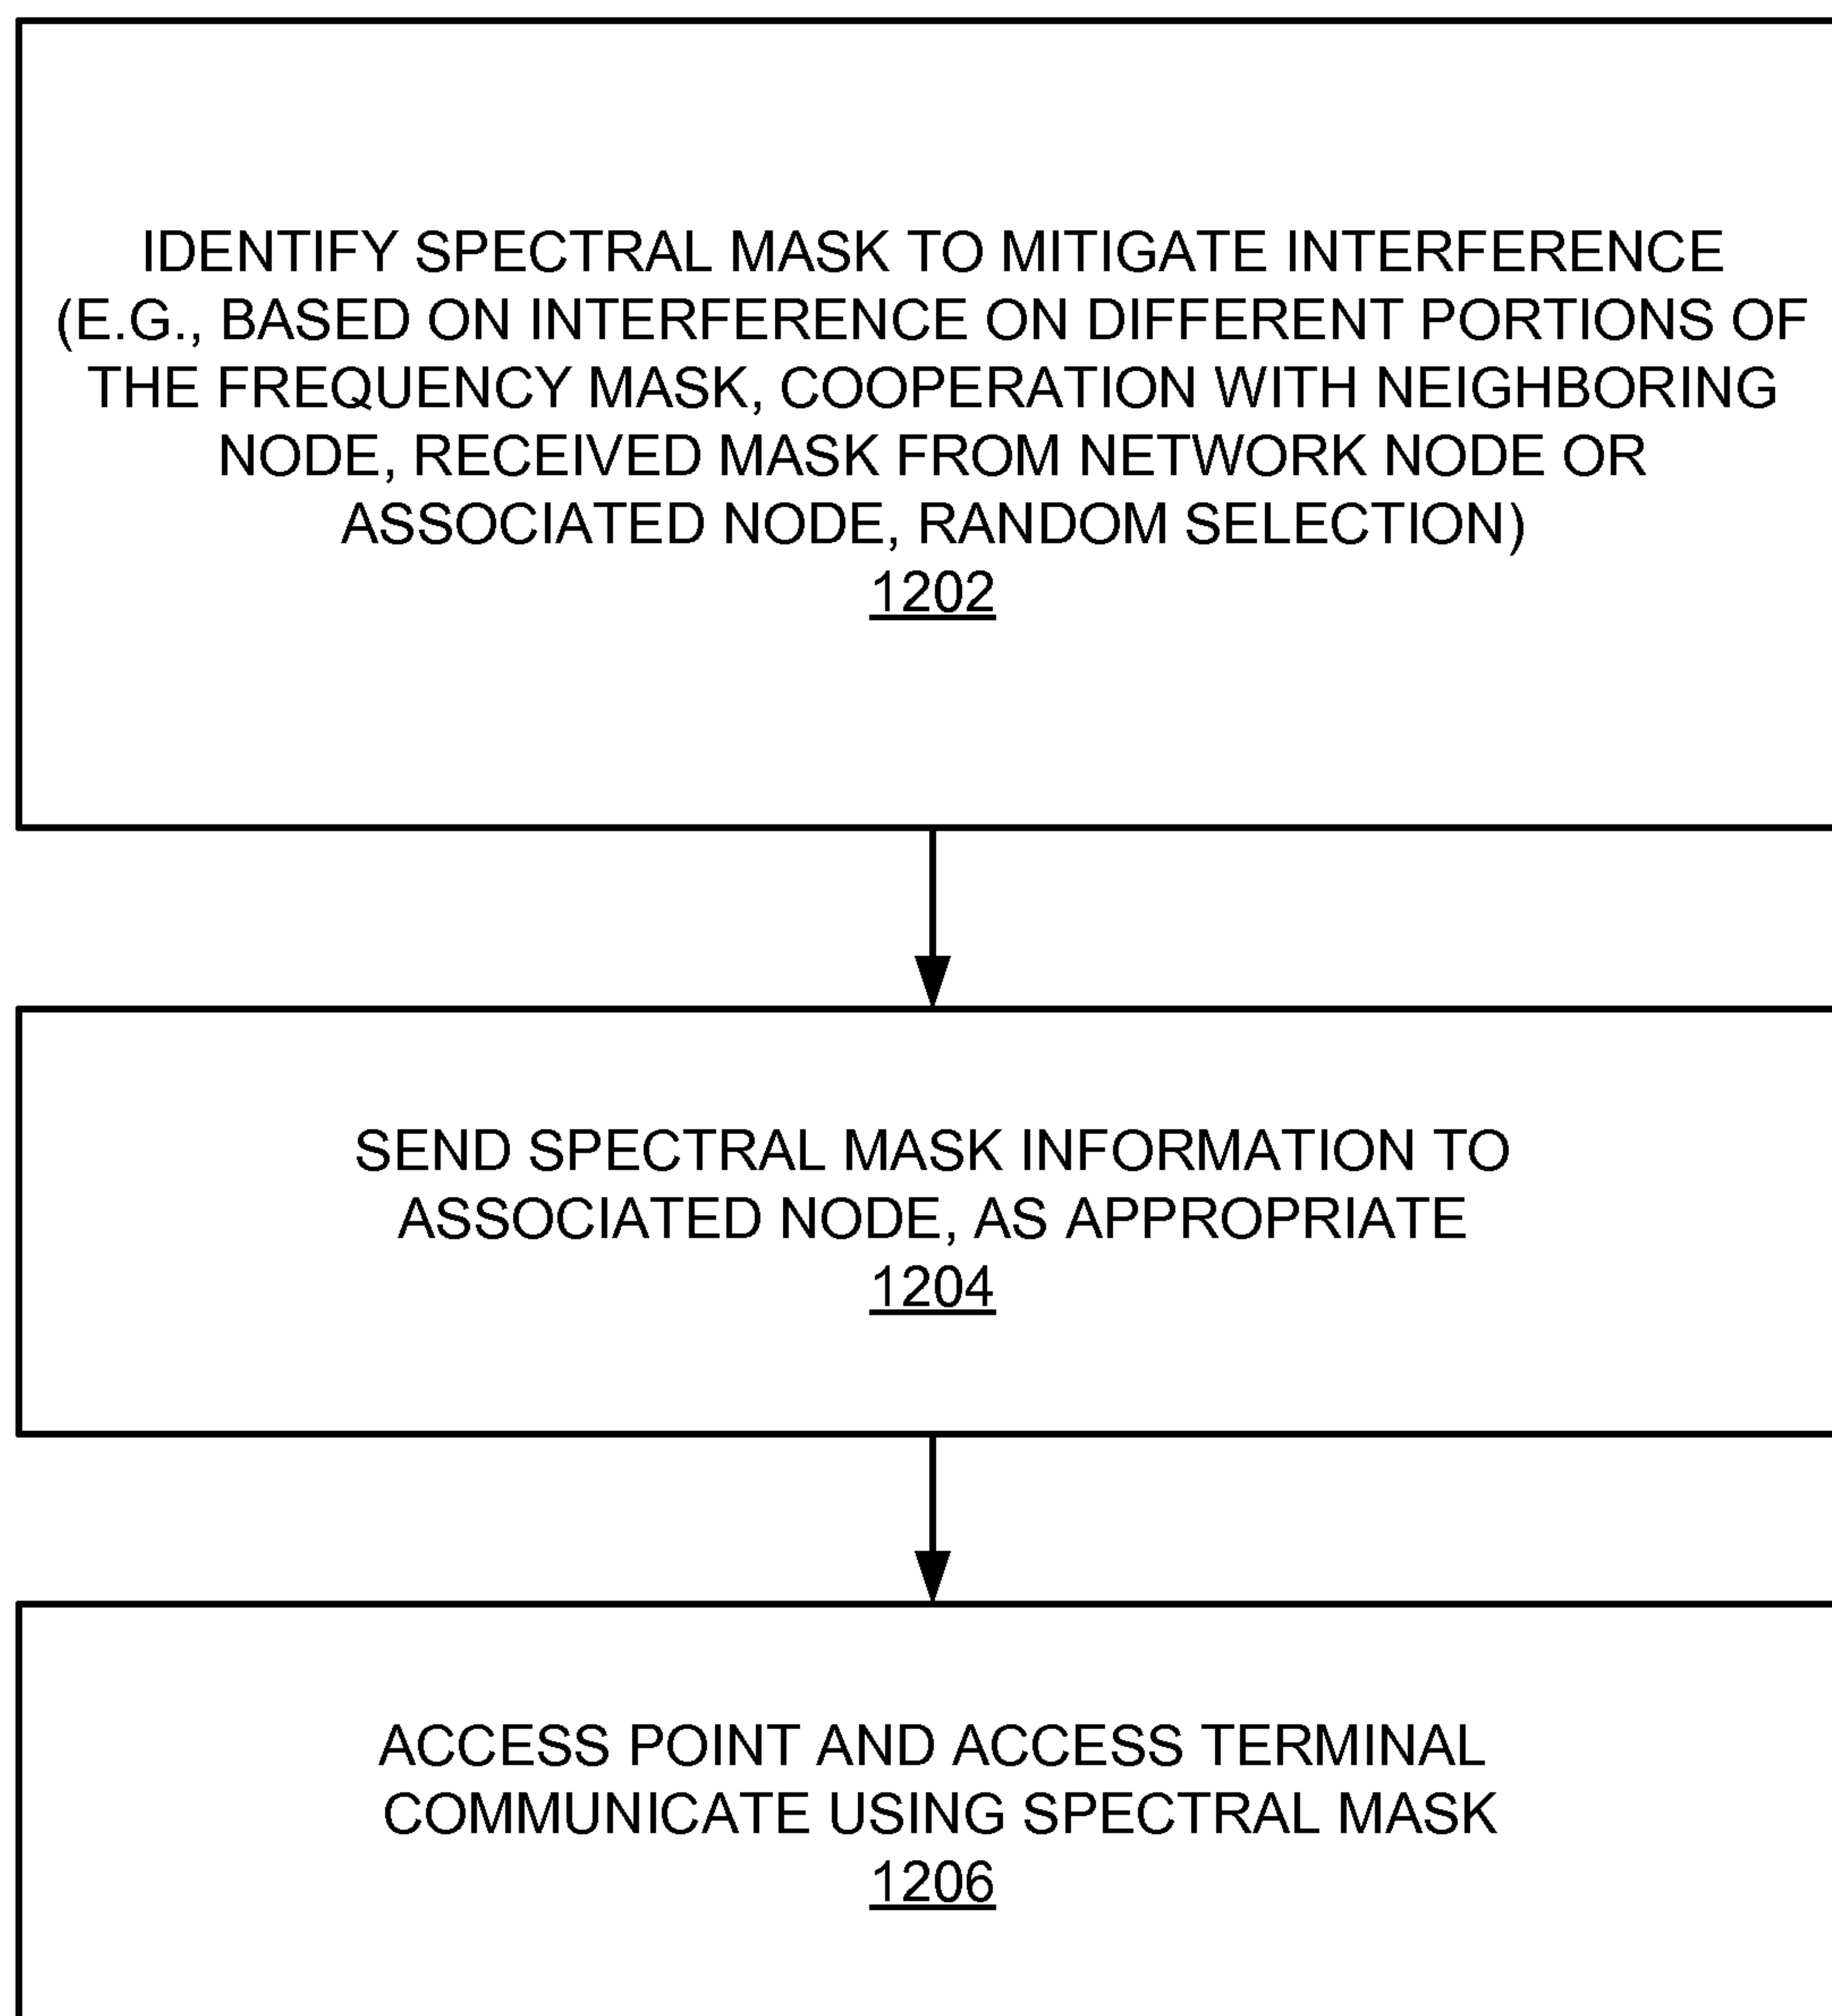 IDENTIFY SPECTRAL MASK TO MITIGATE INTERFERENCE
(E.G., BASED ON INTERFERENCE ON DIFFERENT PORTIONS OF
THE FREQUENCY MASK, COOPERATION WITH NEIGHBORING
NODE, RECEIVED MASK FROM NETWORK NODE OR
ASSOCIATED NODE, RANDOM SELECTION)
1202
SEND SPECTRAL MASK INFORMATION TO
ASSOCIATED NODE, AS APPROPRIATE
1204
ACCESS POINT AND ACCESS TERMINAL
COMMUNICATE USING SPECTRAL MASK
1206